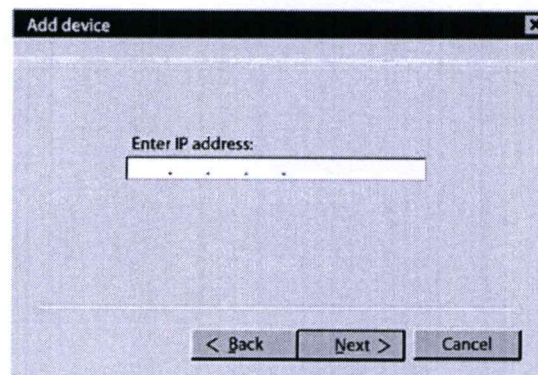 Add device
Enter IP address:
. . . .
< Back
Next >
Cancel